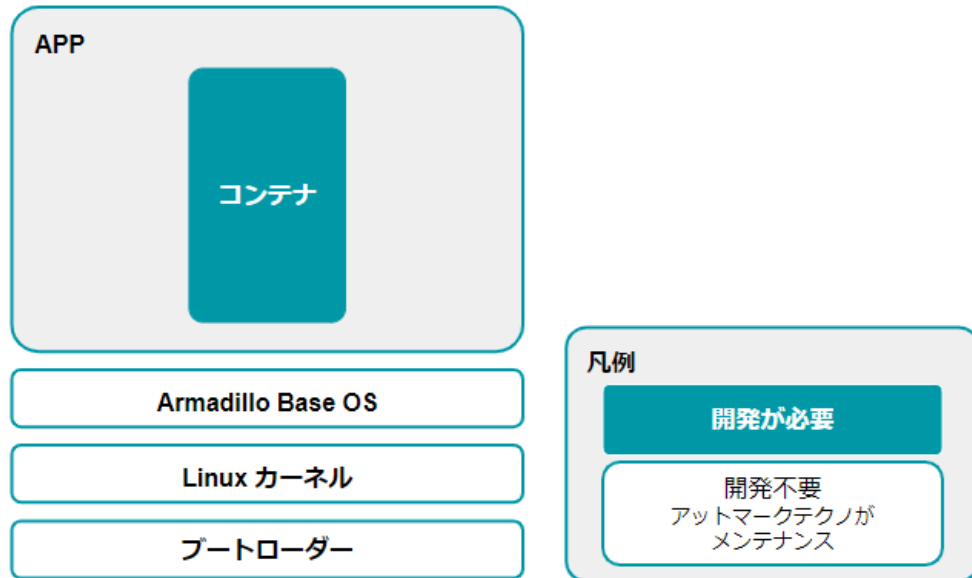 APP
コンテナ
Armadillo Base OS
Linux カーネル
ブートローダー
凡例
開発が必要
開発不要
アットマークテクノが
メンテナンス